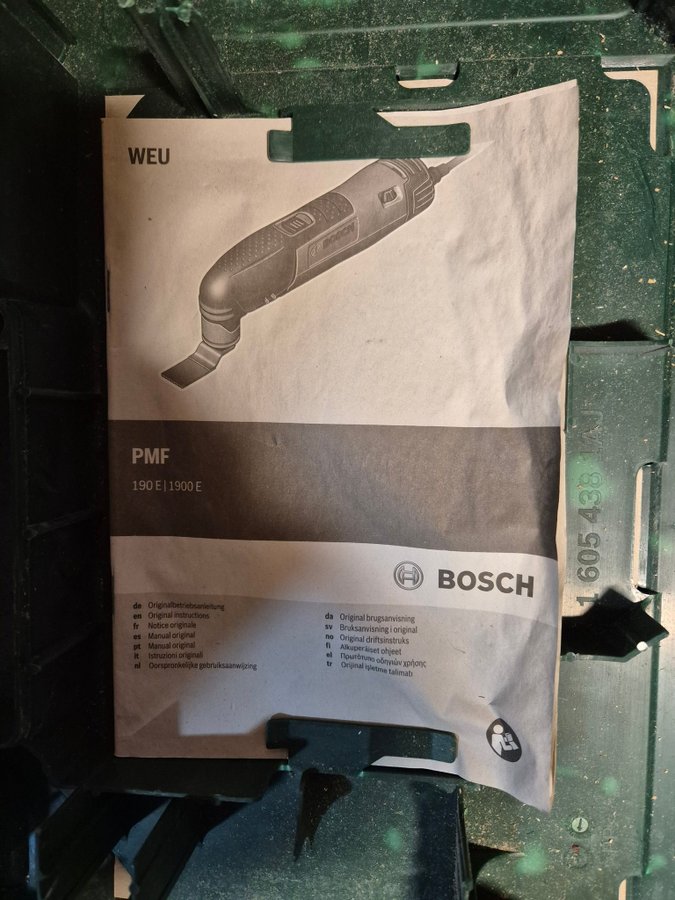 WEU
BOSCH
PMF
190 E | 1900 E
BOSCH
de Originalbetriebsanleitung
en Original instructions
fr Notice originale
es Manual original
pt Manual original
it Istruzioni originali
nl Oorspronkelijke gebruiksaanwijzing
da Original brugsanvisning
sv Bruksanvisning i original
no Original driftsinstruks
fi Alkuperäiset ohjeet
el Πρωτότυπο οδηγιών χρήσης
tr Orijinal işletme talimatı
1 605 438